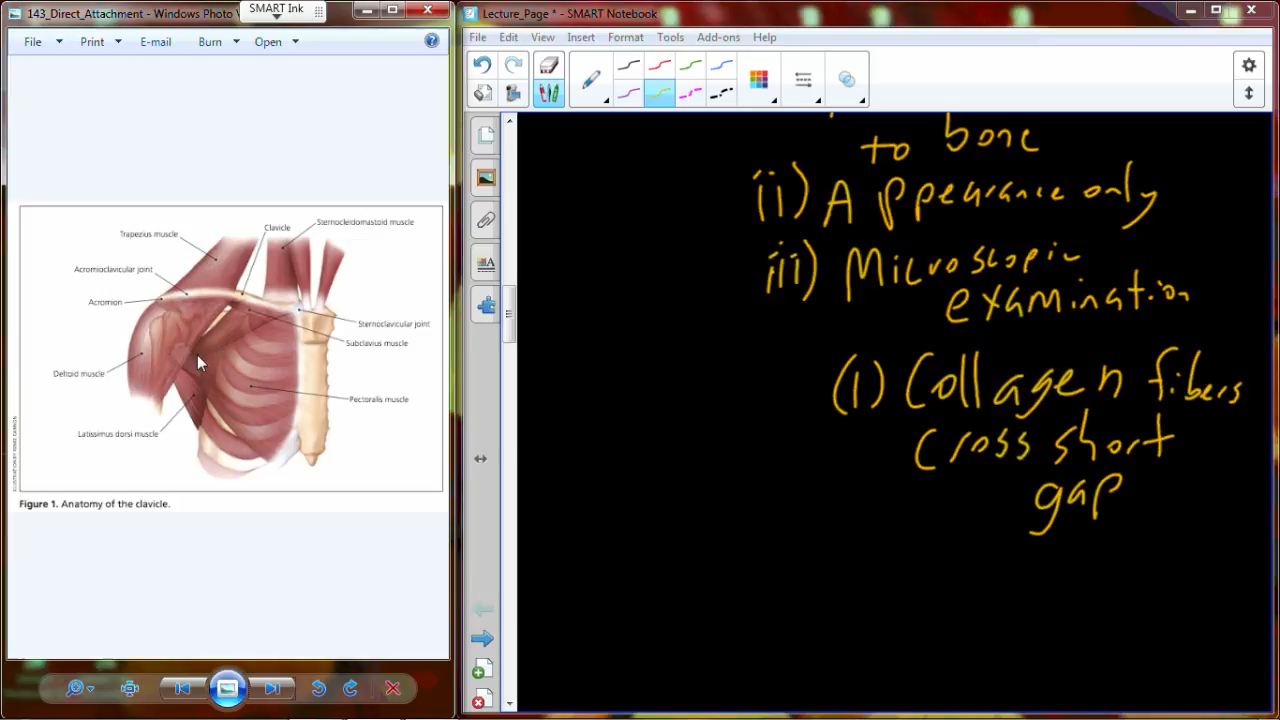 143_Direct_Attachment - Windows Photo V
SMART Ink
File Print E-mail Burn Open
Trapezius muscle
Clavicle
Sternocleidomastoid muscle
Acromioclavicular joint
Acromion
Sternoclavicular joint
Subclavius muscle
Deltoid muscle
Pectoralis muscle
Latissimus dorsi muscle
Figure 1. Anatomy of the clavicle.
Lecture_Page * - SMART Notebook
File Edit View Insert Format Tools Add-ons Help
to bone
ii) Appearance only
iii) Microscopic
examination
(1) Collagen fibers
cross short
gap